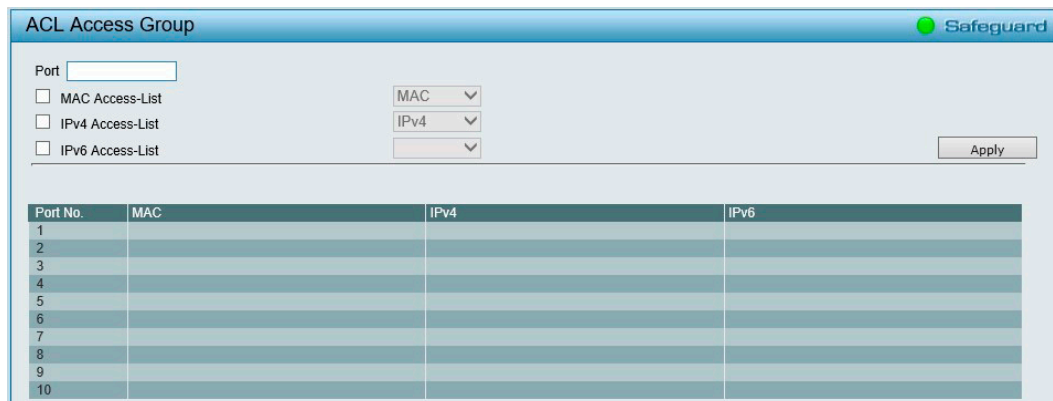 ACL Access Group Safeguard
Port
MAC Access-List MAC
IPv4 Access-List IPv4
IPv6 Access-List Apply
Port No. MAC IPv4 IPv6
1
2
3
4
5
6
7
8
9
10